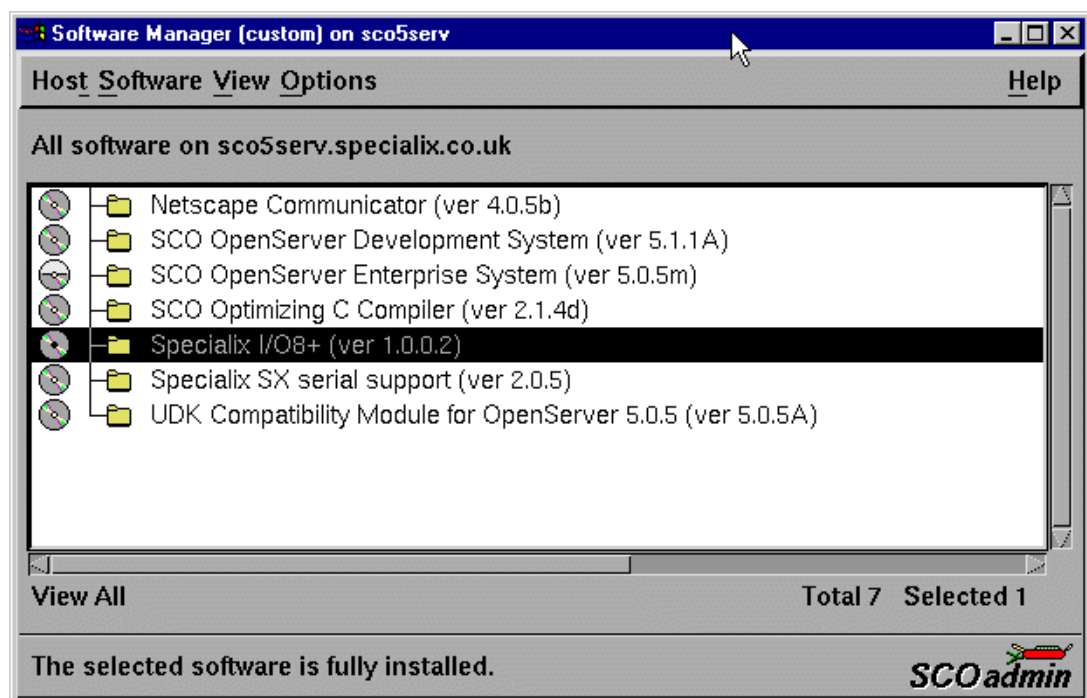 Software Manager (custom) on sco5serv
Host Software View Options Help
All software on sco5serv.specialix.co.uk
Netscape Communicator (ver 4.0.5b)
SCO OpenServer Development System (ver 5.1.1A)
SCO OpenServer Enterprise System (ver 5.0.5m)
SCO Optimizing C Compiler (ver 2.1.4d)
Specialix I/O8+ (ver 1.0.0.2)
Specialix SX serial support (ver 2.0.5)
UDK Compatibility Module for OpenServer 5.0.5 (ver 5.0.5A)
View All Total 7 Selected 1
The selected software is fully installed. SCOadmin